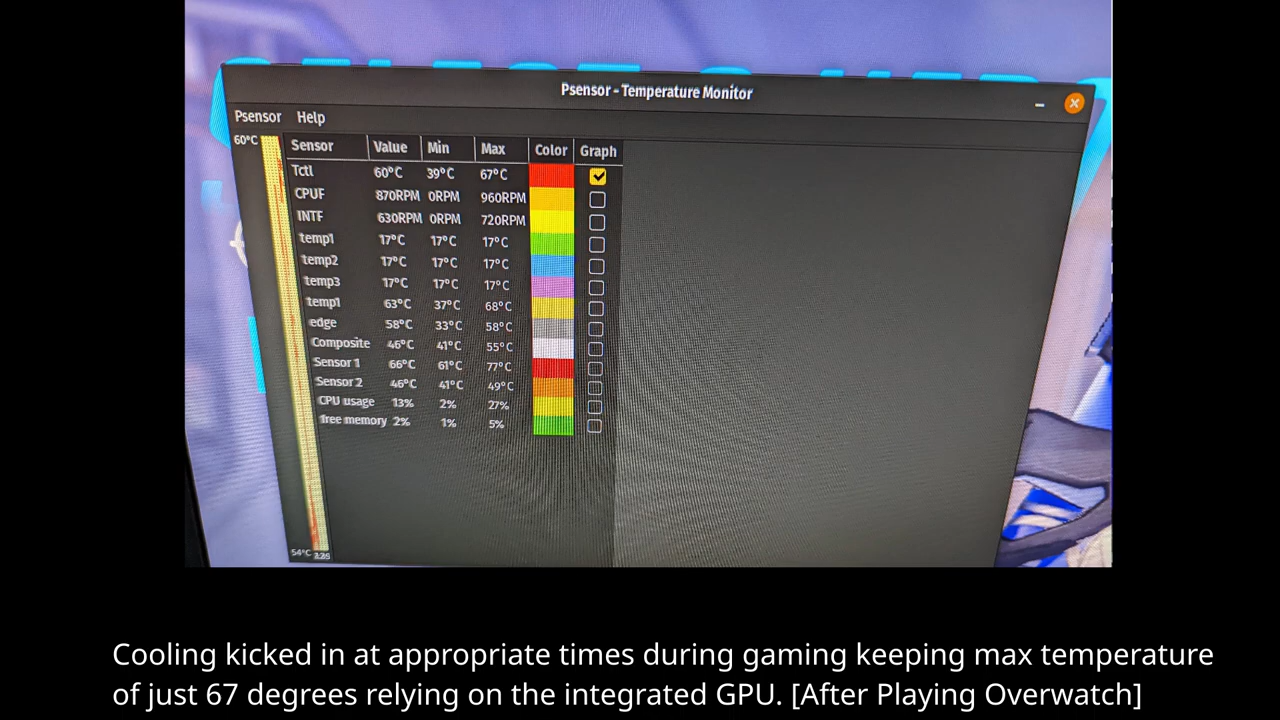 Psensor - Temperature Monitor
Psensor Help
60°C
Sensor Value Min Max Color Graph
Tctl 60°C 39°C 67°C
CPUF 870RPM 0RPM 960RPM
INTF 630RPM 0RPM 720RPM
temp1 17°C 17°C 17°C
temp2 17°C 17°C 17°C
temp3 17°C 17°C 17°C
temp1 63°C 37°C 68°C
edge 58°C 33°C 58°C
Composite 46°C 41°C 55°C
Sensor 1 66°C 61°C 77°C
Sensor 2 46°C 41°C 49°C
CPU usage 13% 2% 27%
free memory 2% 1% 5%
54°C
Cooling kicked in at appropriate times during gaming keeping max temperature
of just 67 degrees relying on the integrated GPU. [After Playing Overwatch]